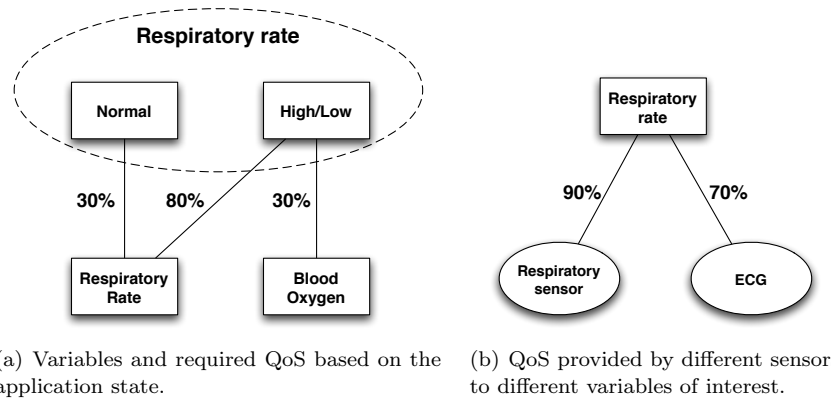 Respiratory rate
Normal
High/Low
30%
80%
30%
Respiratory
Rate
Blood
Oxygen
(a) Variables and required QoS based on the
application state.
Respiratory
rate
90%
70%
Respiratory
sensor
ECG
(b) QoS provided by different sensor
to different variables of interest.